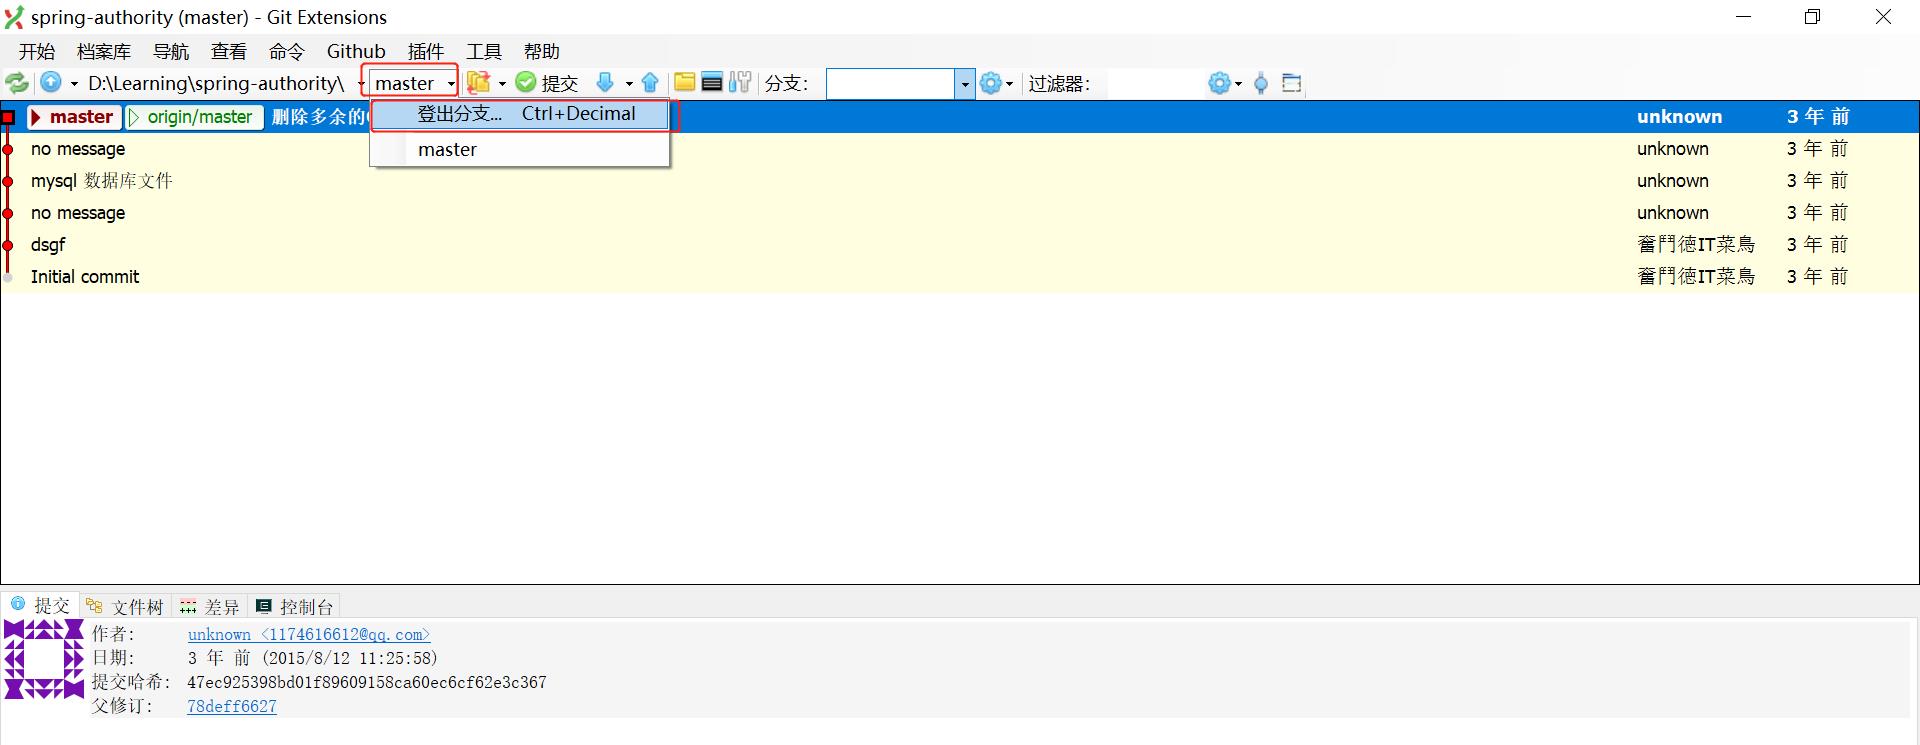 spring-authority (master) - Git Extensions
开始 档案库 导航 查看 命令 Github 插件 工具 帮助
D:\Learning\spring-authority\ master 提交 分支: 过滤器:
master origin/master 删除多余的 unknown 3 年 前
登出分支... Ctrl+Decimal
no message unknown 3 年 前
master
mysql 数据库文件 unknown 3 年 前
no message unknown 3 年 前
dsgf 奮鬥徳IT菜鳥 3 年 前
Initial commit 奮鬥徳IT菜鳥 3 年 前
提交 文件树 差异 控制台
作者: unknown <1174616612@qq.com>
日期: 3 年 前 (2015/8/12 11:25:58)
提交哈希: 47ec925398bd01f89609158ca60ec6cf62e3c367
父修订: 78deff6627